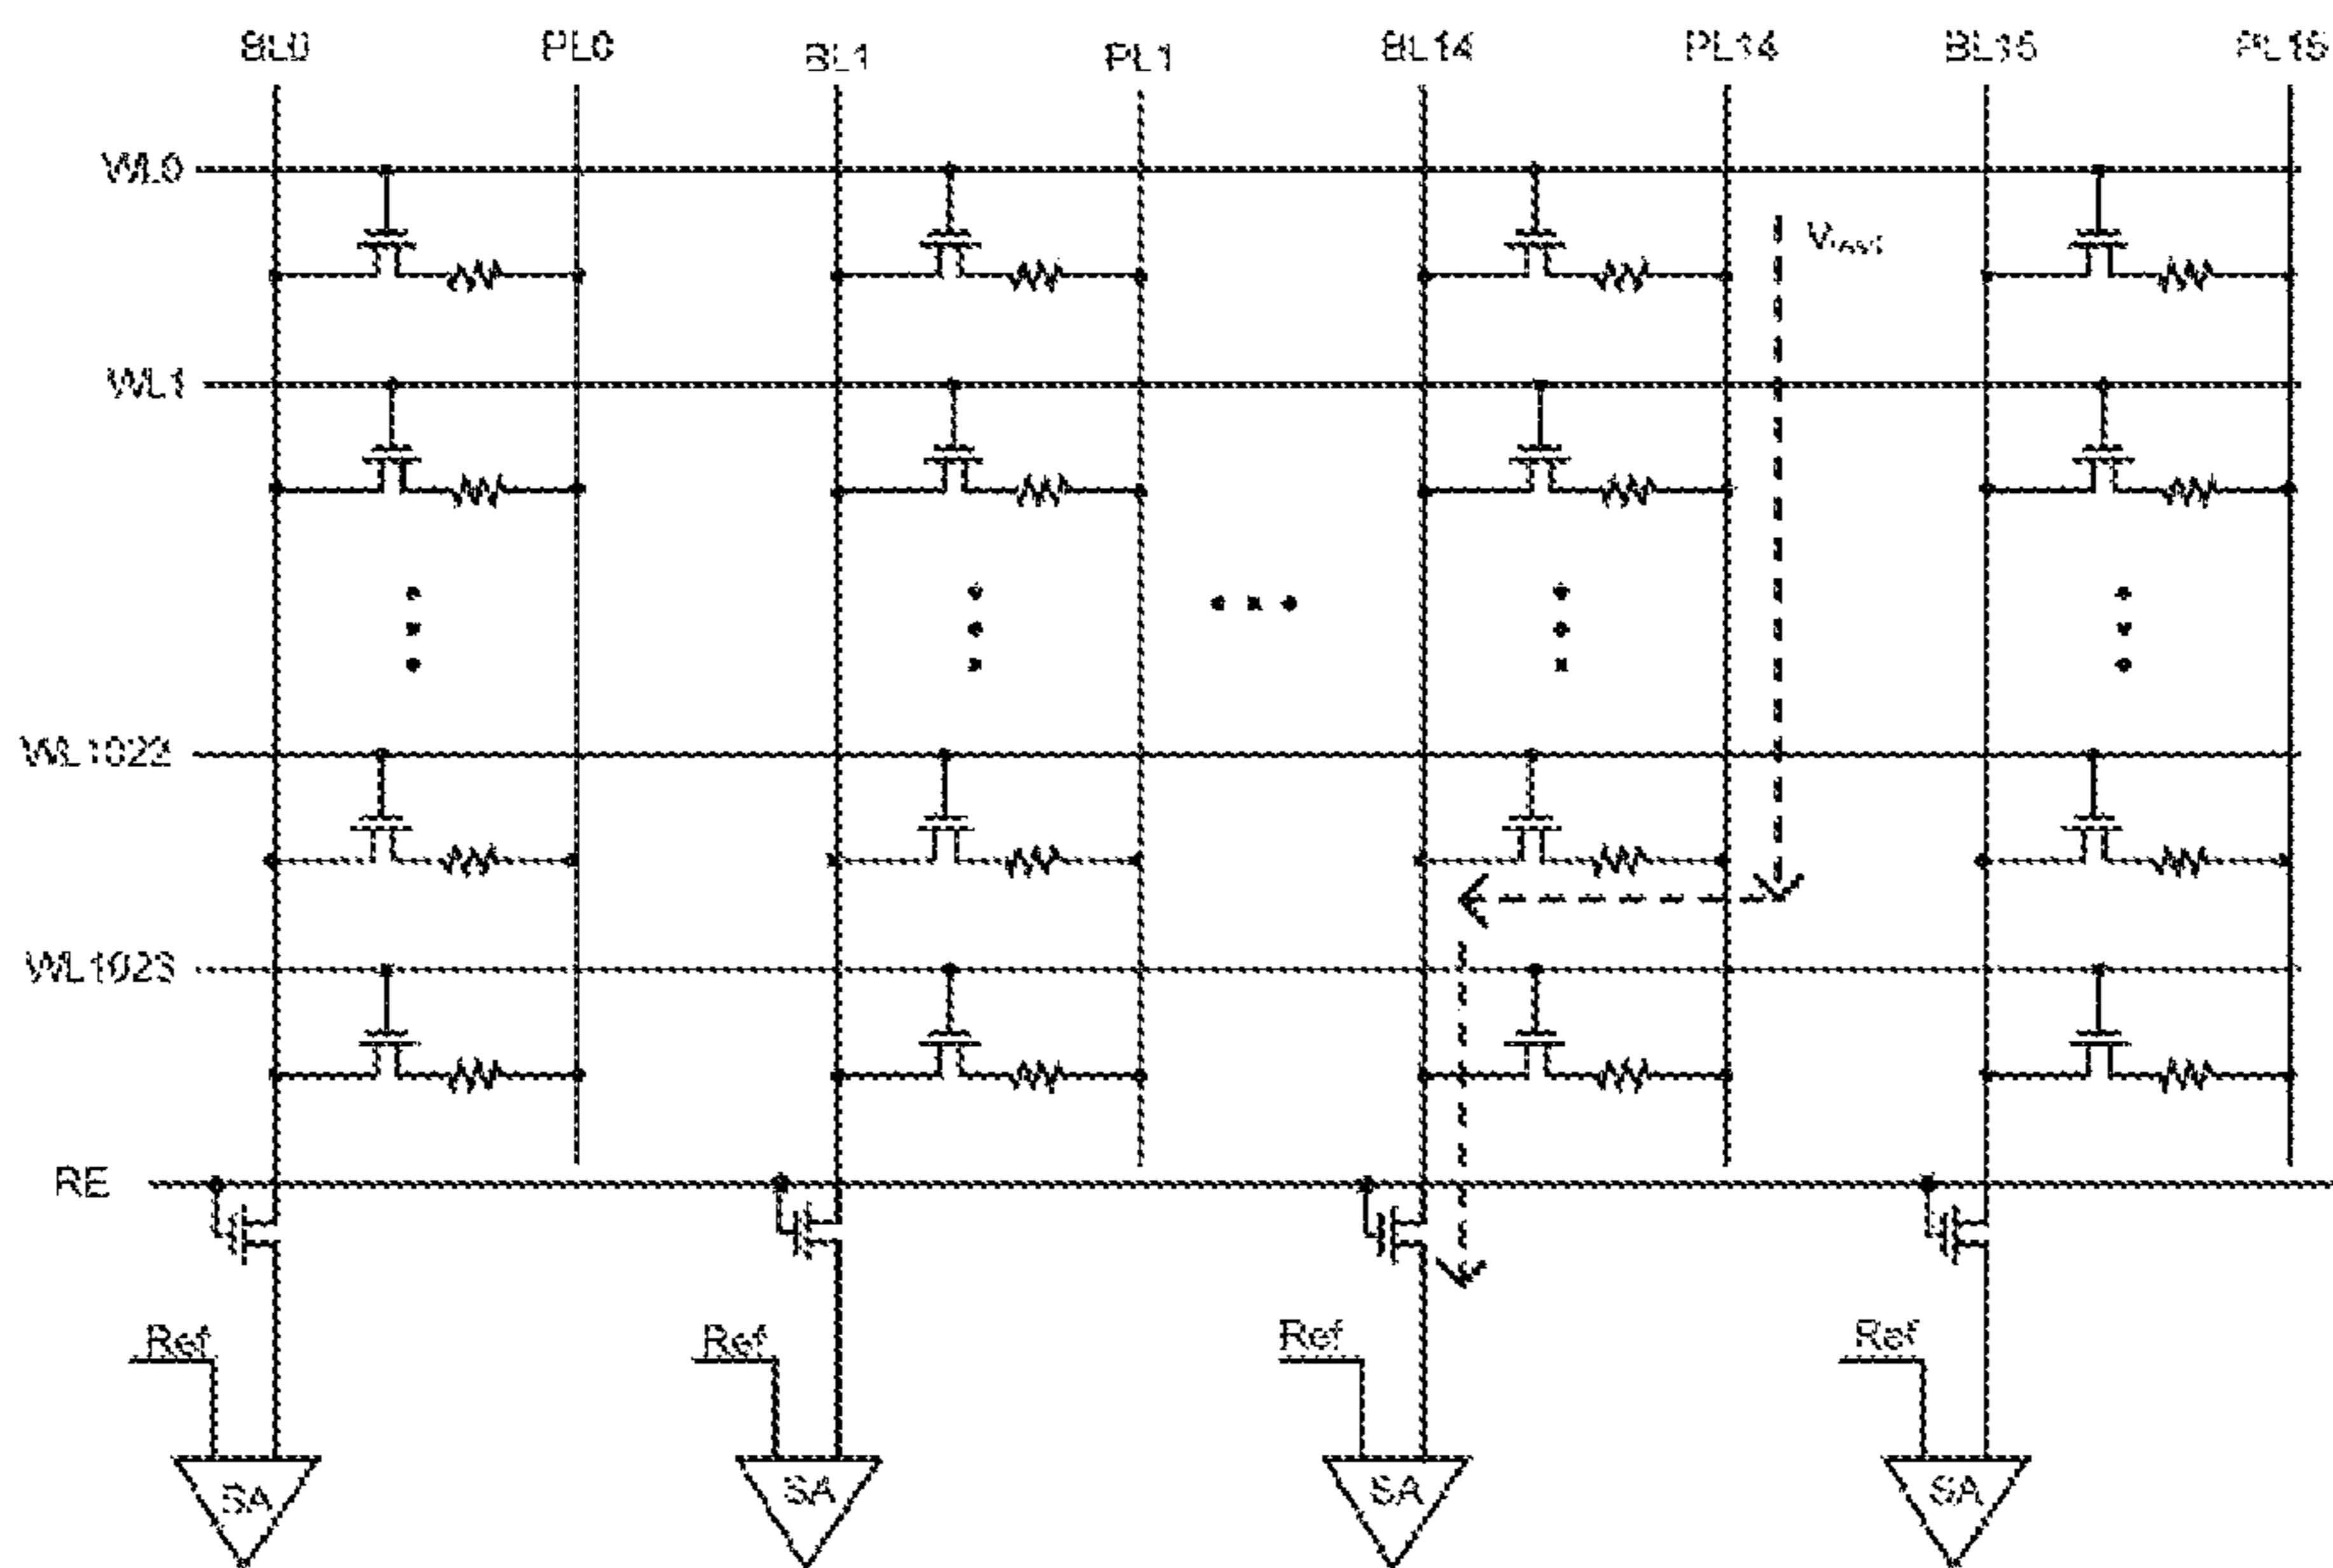 BL0 PL0 BL1 PL1 BL14 PL14 BL15 PL15
WL0
Vread
WL1
WL1022
WL1023
RE
Ref Ref Ref Ref
SA SA SA SA